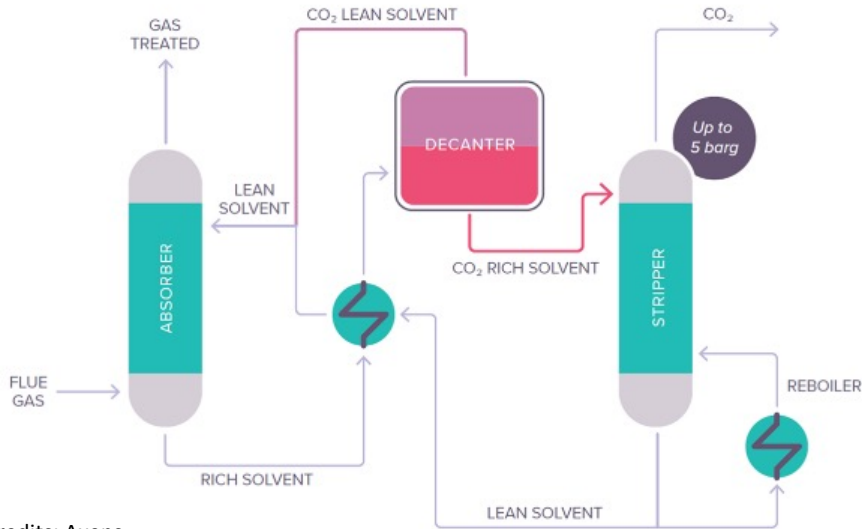 CO₂ LEAN SOLVENT
CO₂
GAS
TREATED
Up to
5 barg
DECANTER
LEAN
SOLVENT
CO₂ RICH SOLVENT
ABSORBER
STRIPPER
FLUE
GAS
REBOILER
RICH SOLVENT
LEAN SOLVENT